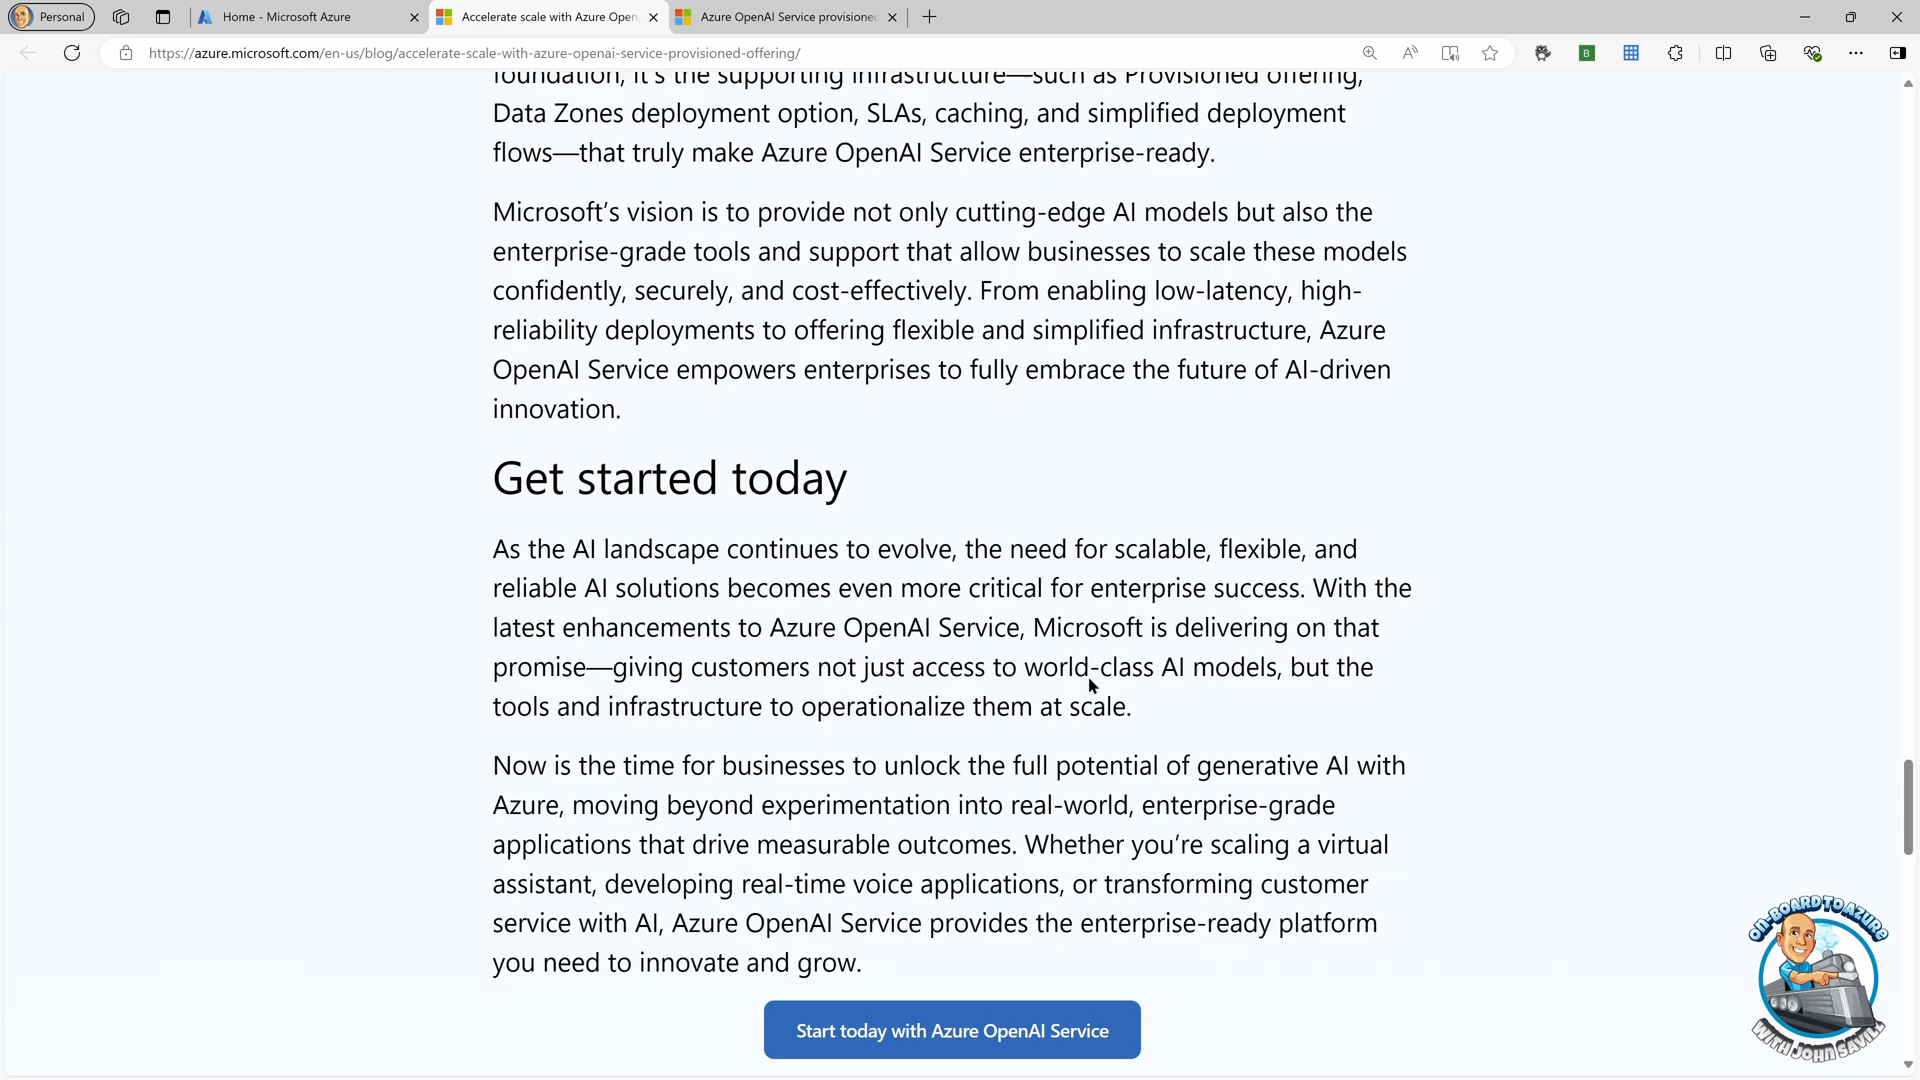 Personal
Home - Microsoft Azure
Accelerate scale with Azure Open
Azure OpenAI Service provisioned
https://azure.microsoft.com/en-us/blog/accelerate-scale-with-azure-openai-service-provisioned-offering/
foundation, it's the supporting infrastructure—such as Provisioned offering,
Data Zones deployment option, SLAs, caching, and simplified deployment
flows—that truly make Azure OpenAI Service enterprise-ready.
Microsoft's vision is to provide not only cutting-edge AI models but also the
enterprise-grade tools and support that allow businesses to scale these models
confidently, securely, and cost-effectively. From enabling low-latency, high-
reliability deployments to offering flexible and simplified infrastructure, Azure
OpenAI Service empowers enterprises to fully embrace the future of AI-driven
innovation.
Get started today
As the AI landscape continues to evolve, the need for scalable, flexible, and
reliable AI solutions becomes even more critical for enterprise success. With the
latest enhancements to Azure OpenAI Service, Microsoft is delivering on that
promise—giving customers not just access to world-class AI models, but the
tools and infrastructure to operationalize them at scale.
Now is the time for businesses to unlock the full potential of generative AI with
Azure, moving beyond experimentation into real-world, enterprise-grade
applications that drive measurable outcomes. Whether you're scaling a virtual
assistant, developing real-time voice applications, or transforming customer
service with AI, Azure OpenAI Service provides the enterprise-ready platform
you need to innovate and grow.
Start today with Azure OpenAI Service
ON-BOARD TO AZURE
WITH JOHN SAVILL